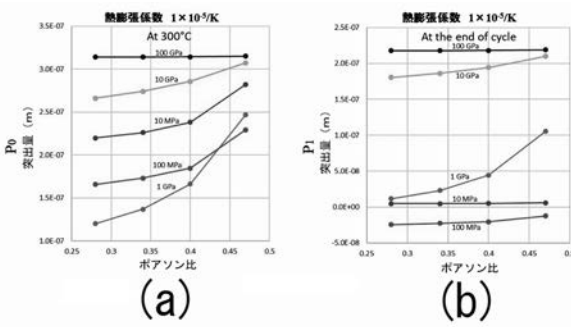 熱膨張係数 1×10⁻⁵/K
At 300°C
3.5E-07
3.0E-07
2.5E-07
2.0E-07
1.5E-07
1.0E-07
P0
突出量(m)
100 GPa
10 GPa
10 MPa
100 MPa
1 GPa
0.25 0.3 0.35 0.4 0.45 0.5
ポアソン比
(a)
熱膨張係数 1×10⁻⁵/K
At the end of cycle
2.5E-07
2.0E-07
1.5E-07
1.0E-07
5.0E-08
0.0E+00
-5.0E-08
P1
突出量(m)
100 GPa
10 GPa
1 GPa
10 MPa
100 MPa
0.25 0.3 0.35 0.4 0.45 0.5
ポアソン比
(b)